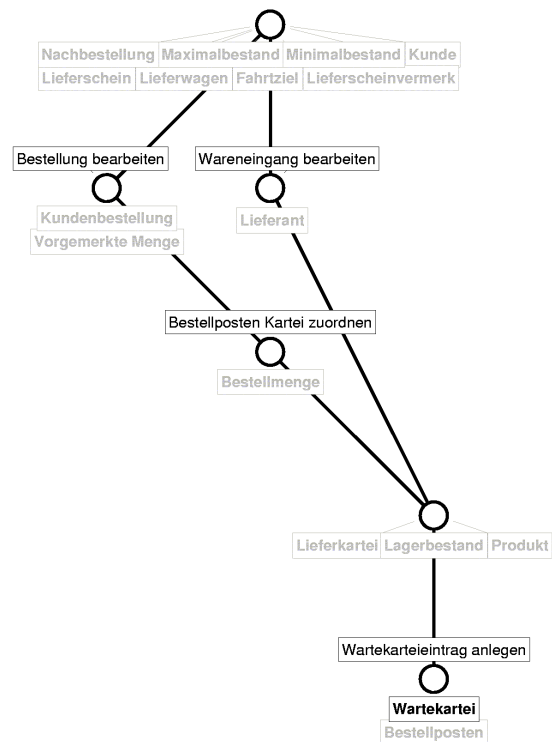 Nachbestellung Maximalbestand Minimalbestand Kunde
Lieferschein Lieferwagen Fahrtziel Lieferscheinvermerk
Bestellung bearbeiten Wareneingang bearbeiten
Kundenbestellung
Lieferant
Vorgemerkte Menge
Bestellposten Kartei zuordnen
Bestellmenge
Lieferkartei Lagerbestand Produkt
Wartekarteieintrag anlegen
Wartekartei
Bestellposten